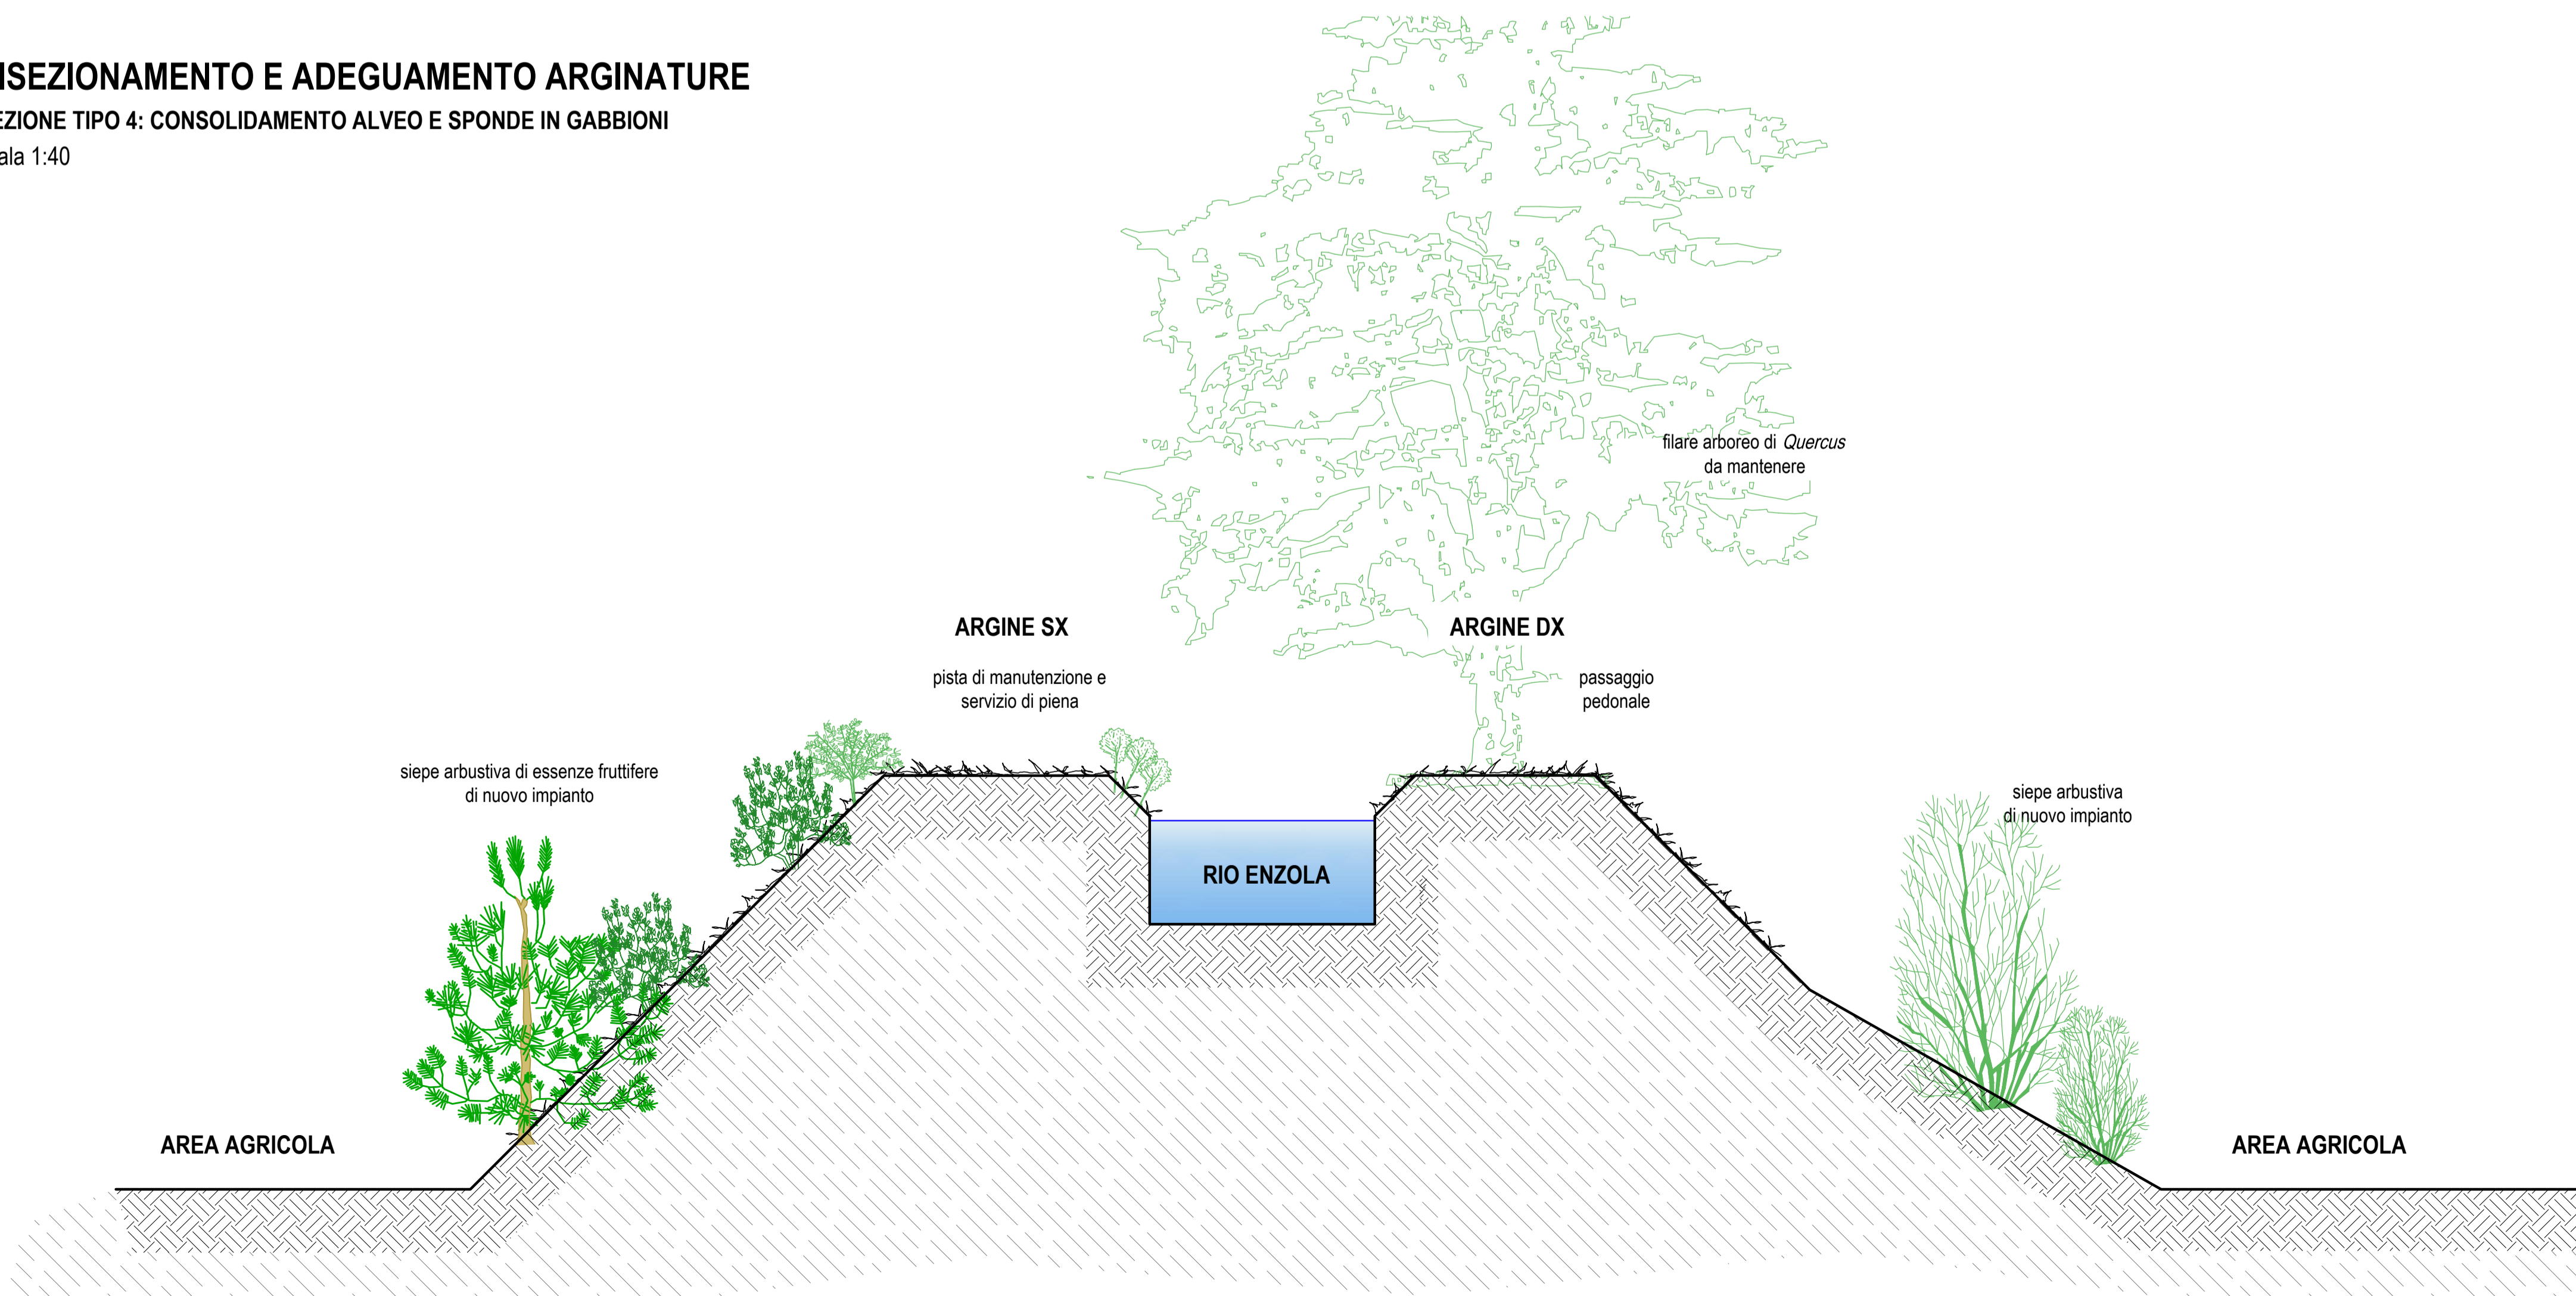 ISEZIONAMENTO E ADEGUAMENTO ARGINATURE
EZIONE TIPO 4: CONSOLIDAMENTO ALVEO E SPONDE IN GABBIONI
ala 1:40
filare arboreo di Quercus
da mantenere
ARGINE SX
ARGINE DX
pista di manutenzione e
servizio di piena
passaggio
pedonale
siepe arbustiva di essenze fruttifere
di nuovo impianto
siepe arbustiva
di nuovo impianto
RIO ENZOLA
AREA AGRICOLA
AREA AGRICOLA